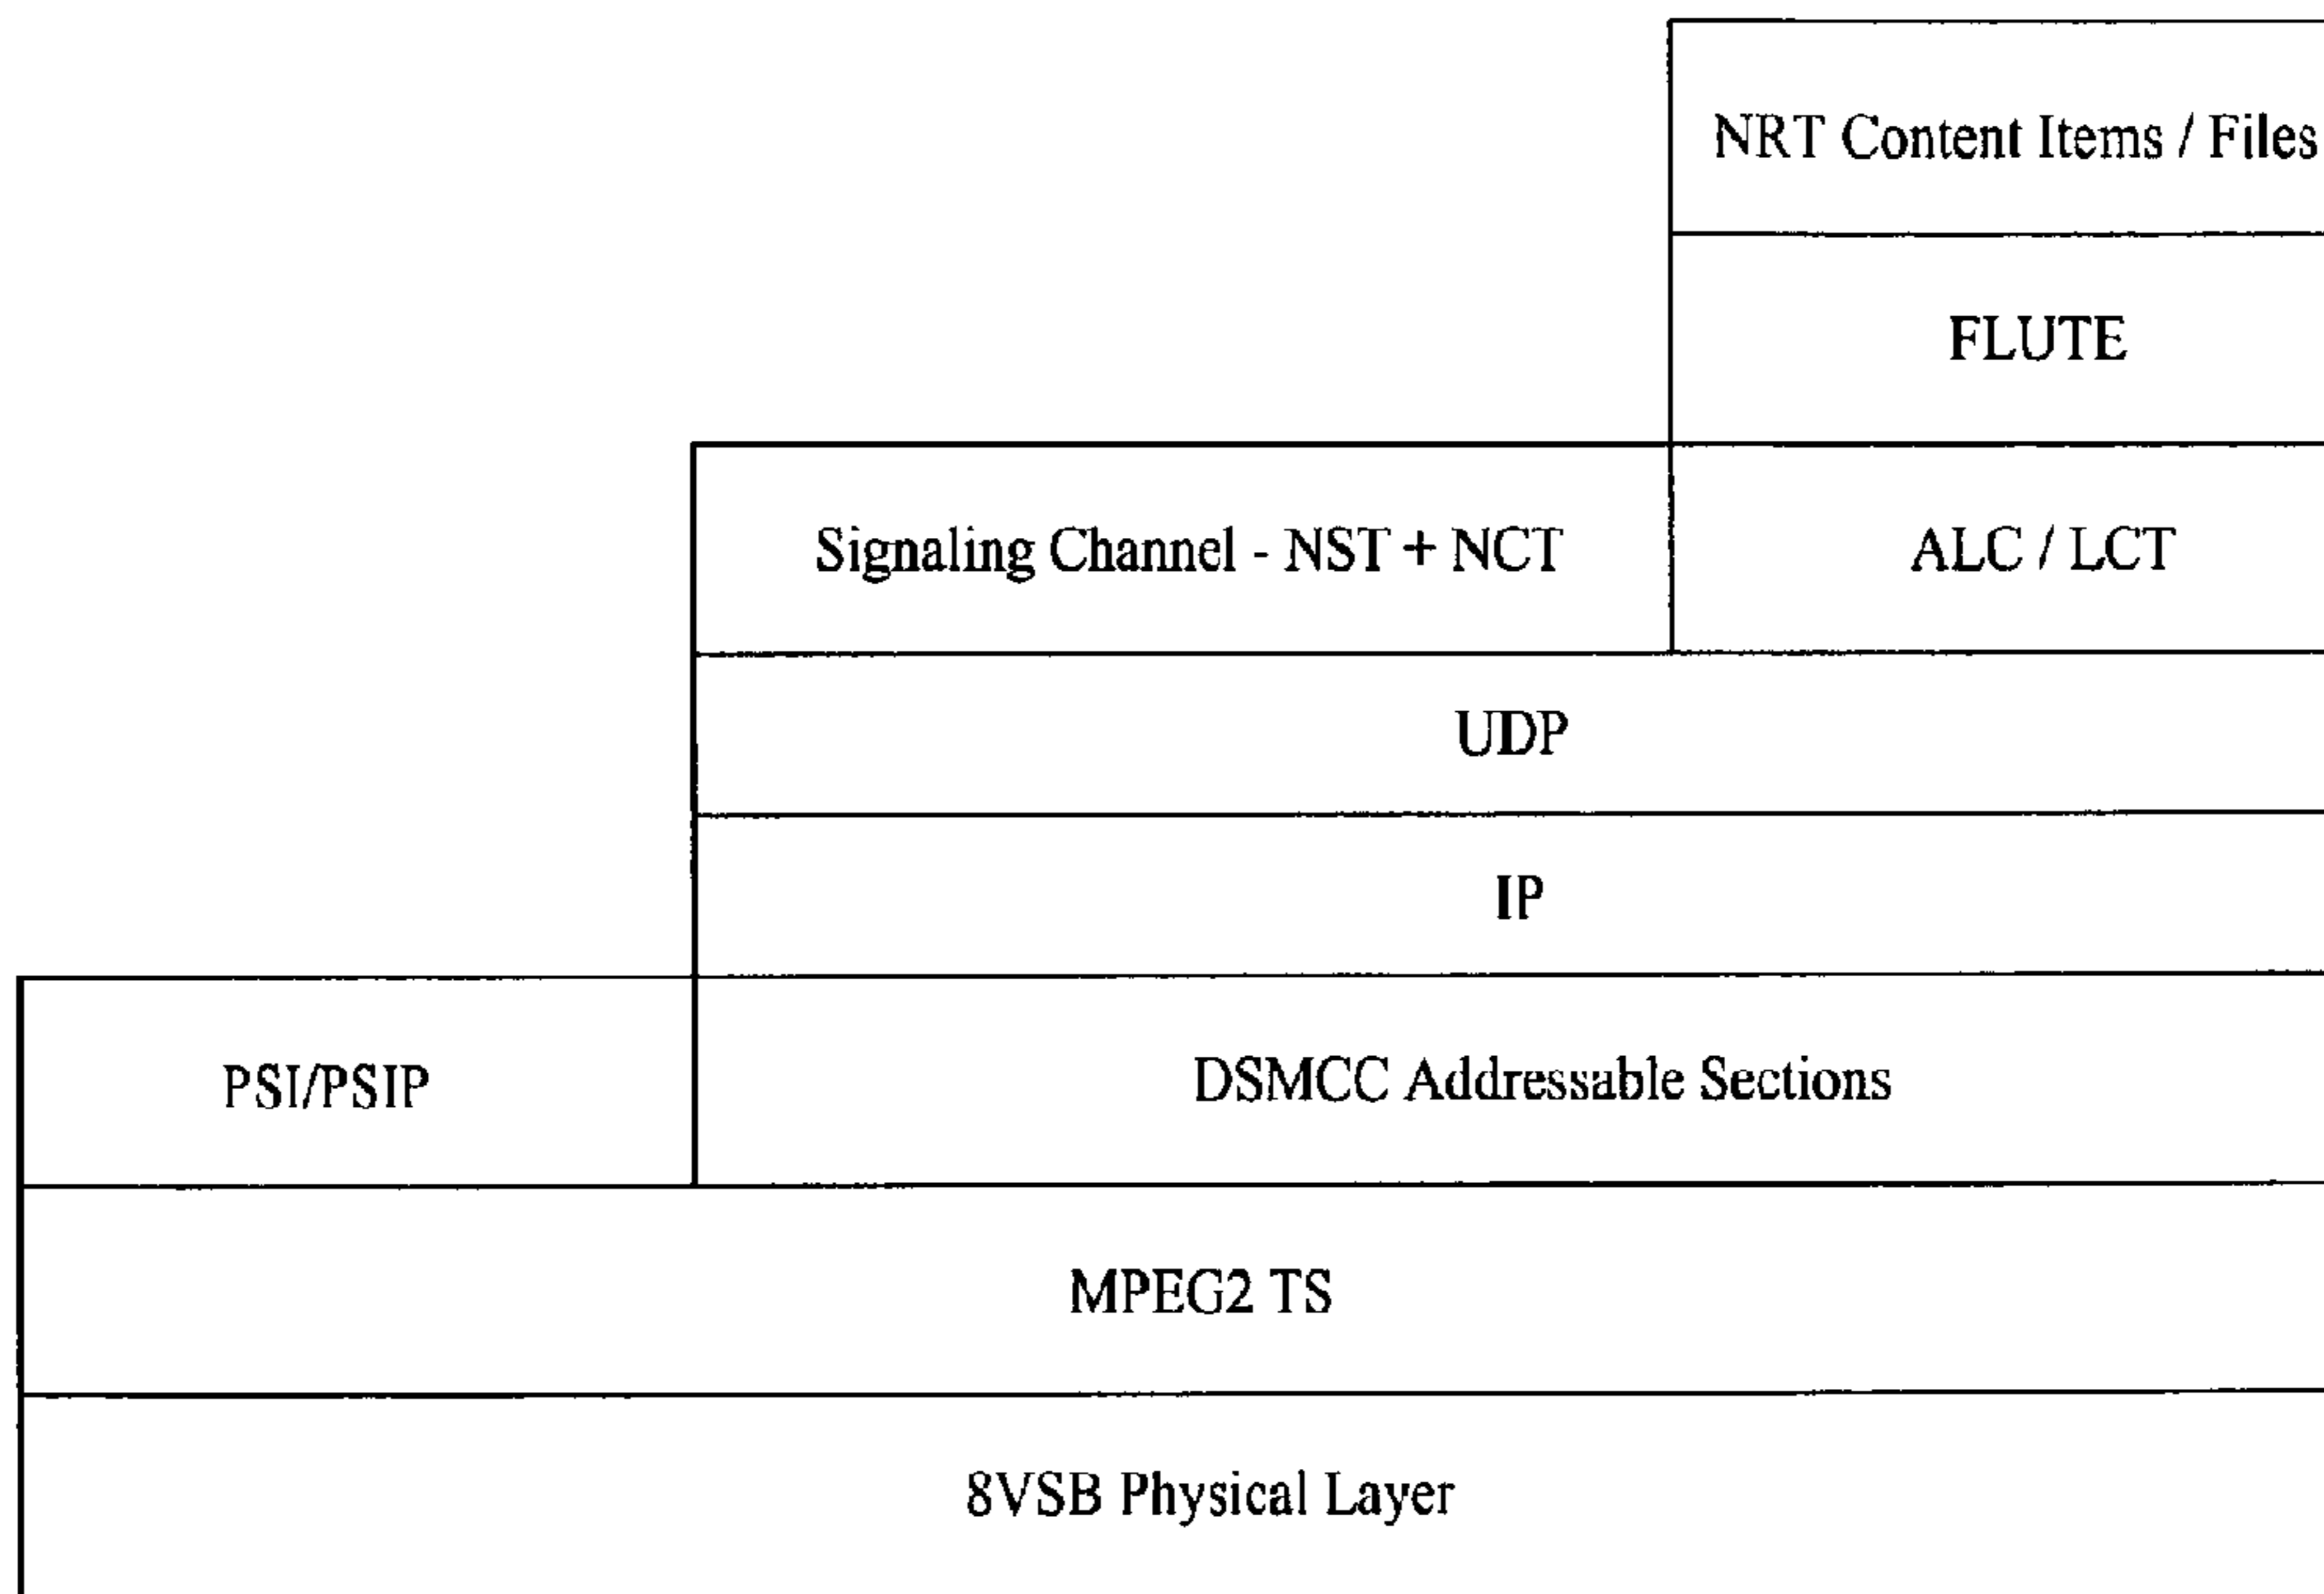 NRT Content Items / Files
FLUTE
Signaling Channel - NST + NCT
ALC / LCT
UDP
IP
PSI/PSIP
DSMCC Addressable Sections
MPEG2 TS
8VSB Physical Layer